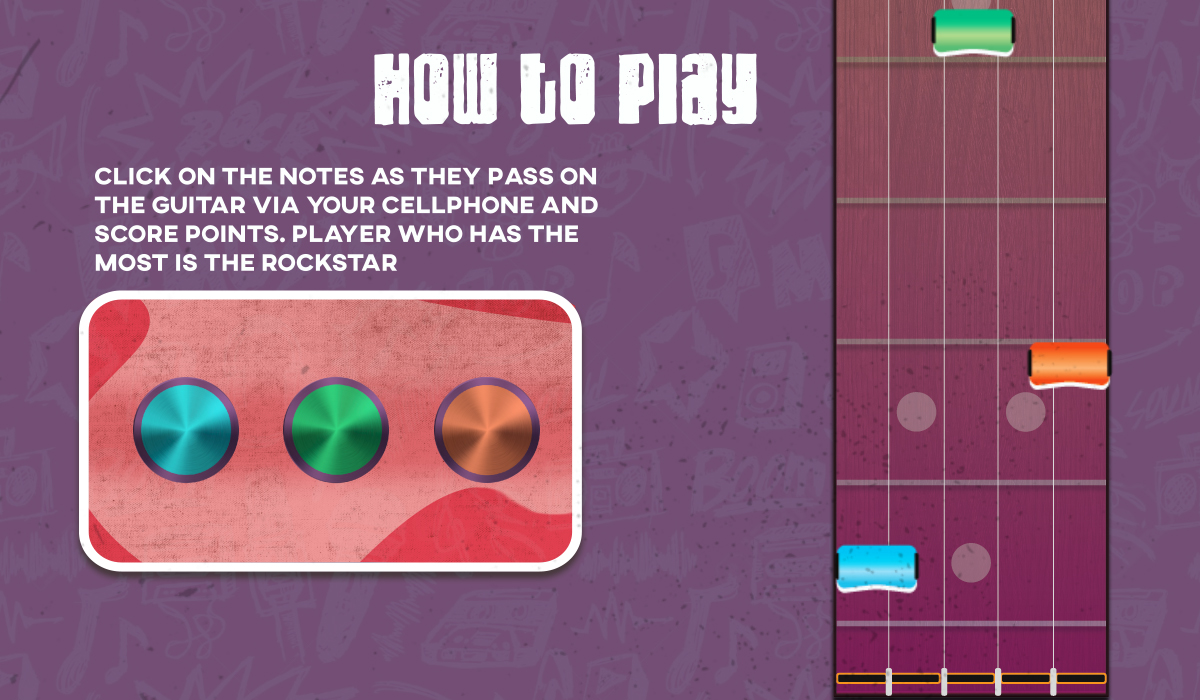 How to Play
CLICK ON THE NOTES AS THEY PASS ON
THE GUITAR VIA YOUR CELLPHONE AND
SCORE POINTS. PLAYER WHO HAS THE
MOST IS THE ROCKSTAR
BOOM